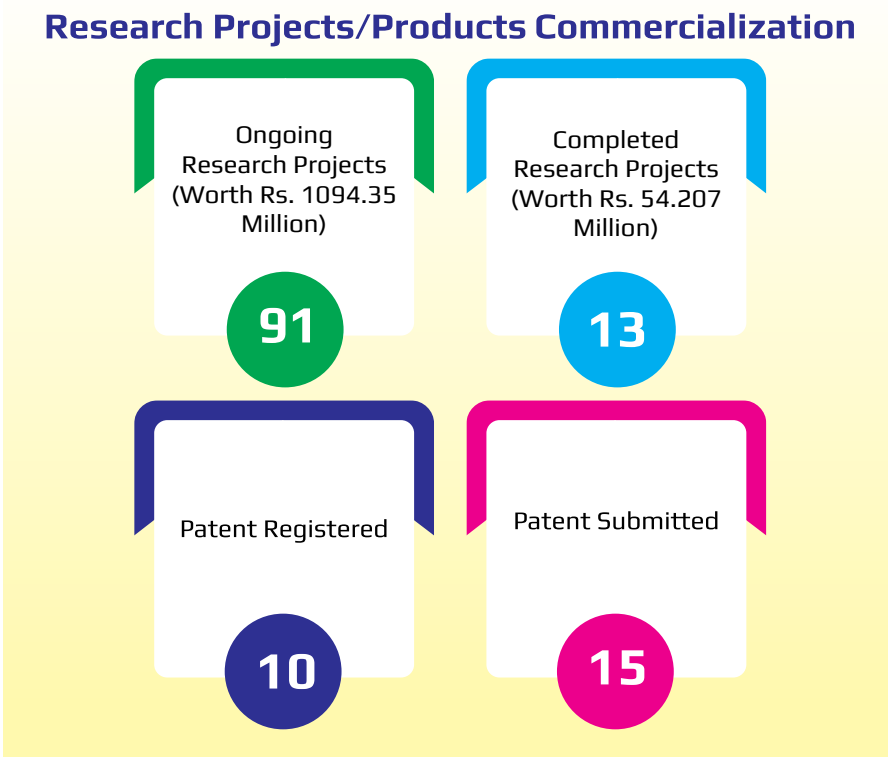 Research Projects/Products Commercialization
Ongoing
Research Projects
(Worth Rs. 1094.35
Million)
91
Completed
Research Projects
(Worth Rs. 54.207
Million)
13
Patent Registered
10
Patent Submitted
15